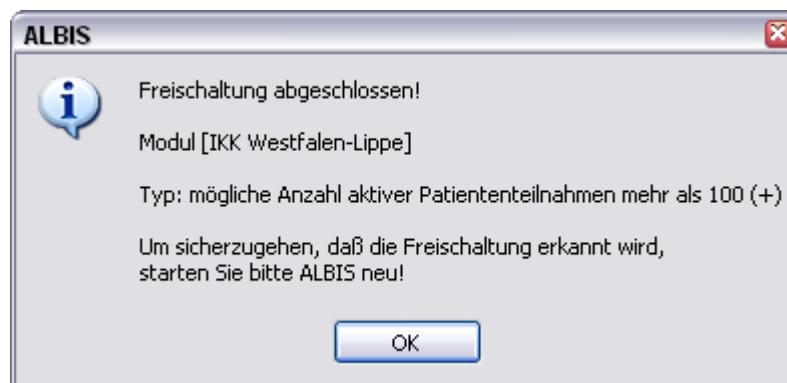 ALBIS
Freischaltung abgeschlossen!
Modul [IKK Westfalen-Lippe]
Typ: mögliche Anzahl aktiver Patiententeilnahmen mehr als 100 (+)
Um sicherzugehen, daß die Freischaltung erkannt wird,
starten Sie bitte ALBIS neu!
OK